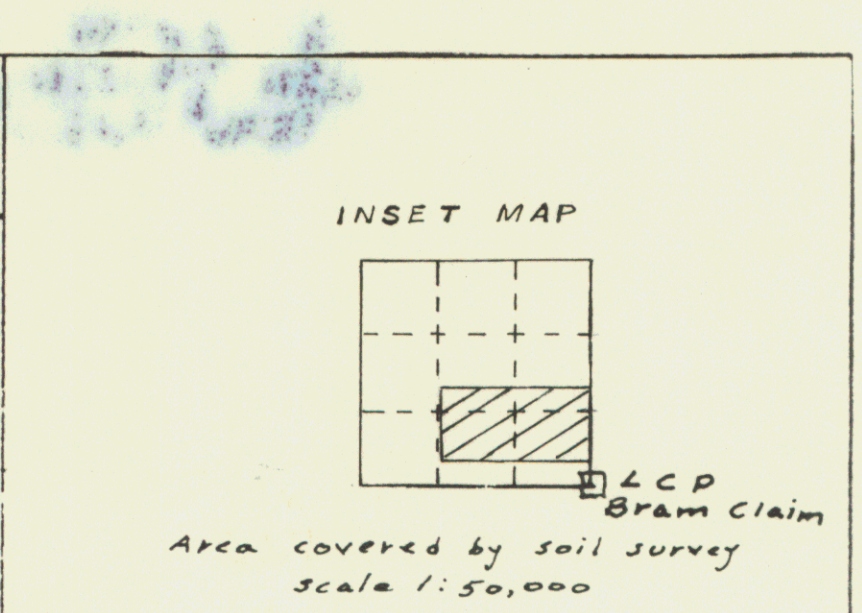 INSET MAP
LCP
Bram Claim
Area covered by soil survey
scale 1:50,000